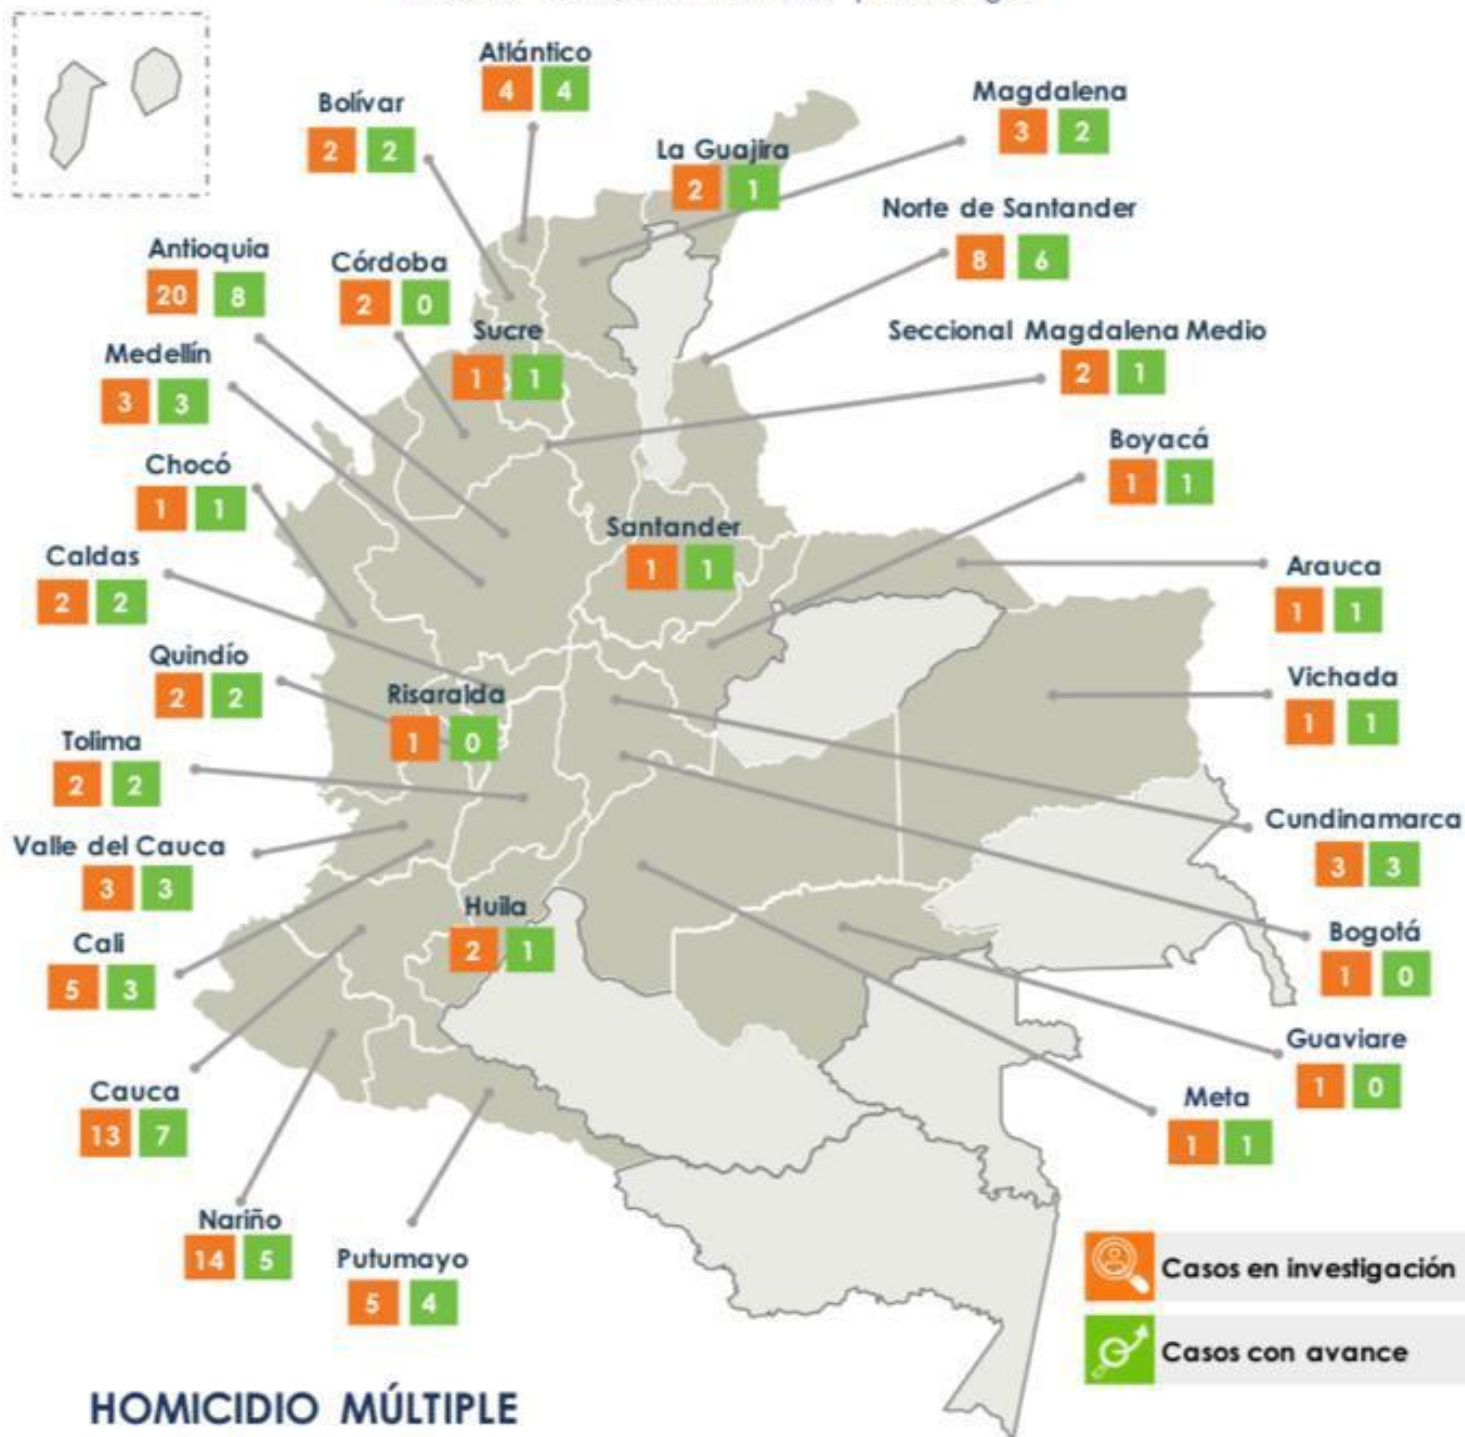 Atlántico
4 4
Bolívar
2 2
Magdalena
3 2
La Guajira
2 1
Norte de Santander
8 6
Antioquia
20 8
Córdoba
2 0
Sucre
1 1
Seccional Magdalena Medio
2 1
Medellín
3 3
Boyacá
1 1
Chocó
1 1
Santander
1 1
Caldas
2 2
Arauca
1 1
Quindío
2 2
Risaralda
1 0
Vichada
1 1
Tolima
2 2
Cundinamarca
3 3
Valle del Cauca
3 3
Huila
2 1
Cali
5 3
Bogotá
1 0
Guaviare
1 0
Cauca
13 7
Meta
1 1
Nariño
14 5
Putumayo
5 4
Casos en investigación
Casos con avance
HOMICIDIO MÚLTIPLE